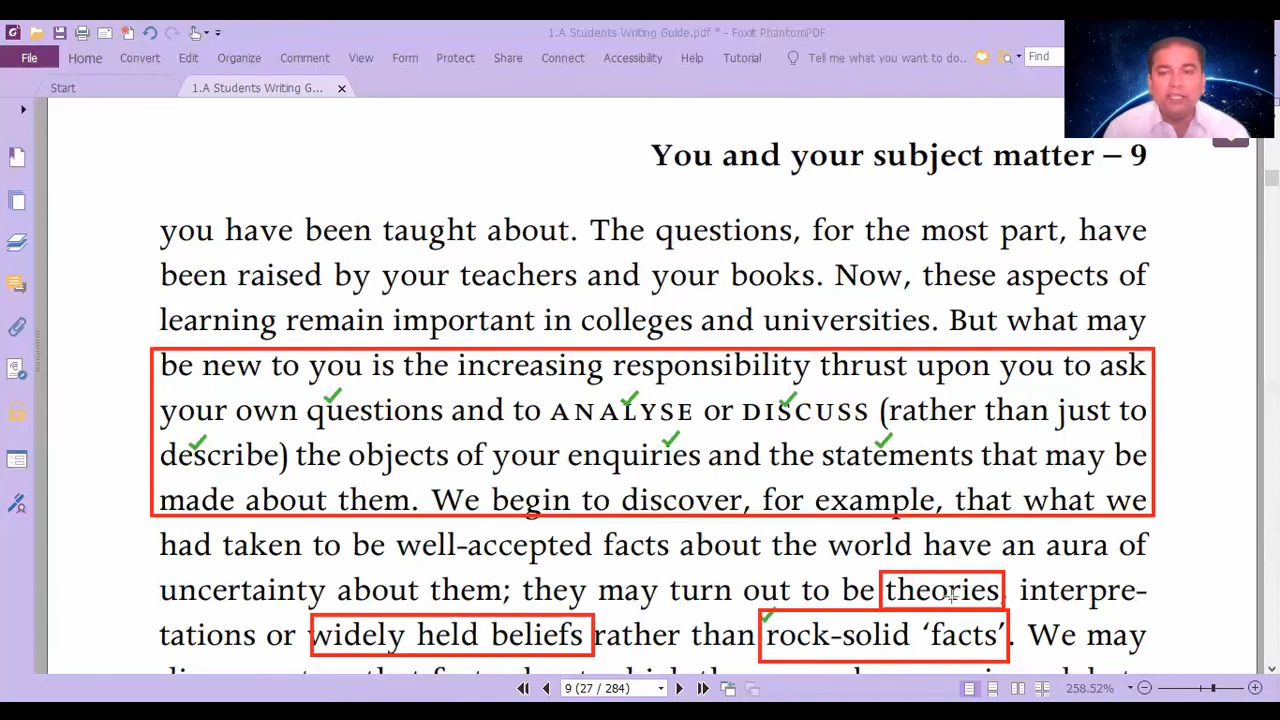 1.A Students Writing Guide.pdf * - Foxit PhantomPDF
File Home Convert Edit Organize Comment View Form Protect Share Connect Accessibility Help Tutorial Tell me what you want to do.. Find
Start 1.A Students Writing G...
You and your subject matter – 9
you have been taught about. The questions, for the most part, have
been raised by your teachers and your books. Now, these aspects of
learning remain important in colleges and universities. But what may
be new to you is the increasing responsibility thrust upon you to ask
your own questions and to ANALYSE or DISCUSS (rather than just to
describe) the objects of your enquiries and the statements that may be
made about them. We begin to discover, for example, that what we
had taken to be well-accepted facts about the world have an aura of
uncertainty about them; they may turn out to be theories, interpre-
tations or widely held beliefs rather than rock-solid ‘facts’. We may
9 (27 / 284) 258.52%